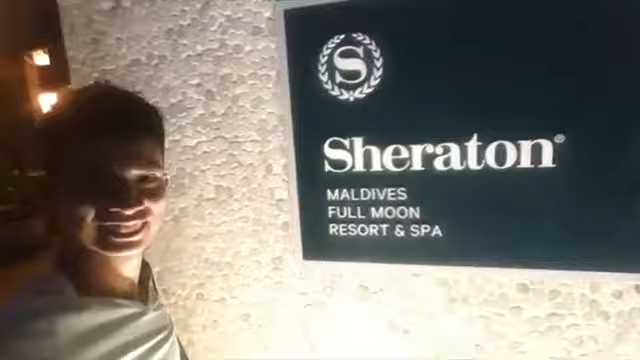 S
Sheraton®
MALDIVES
FULL MOON
RESORT & SPA